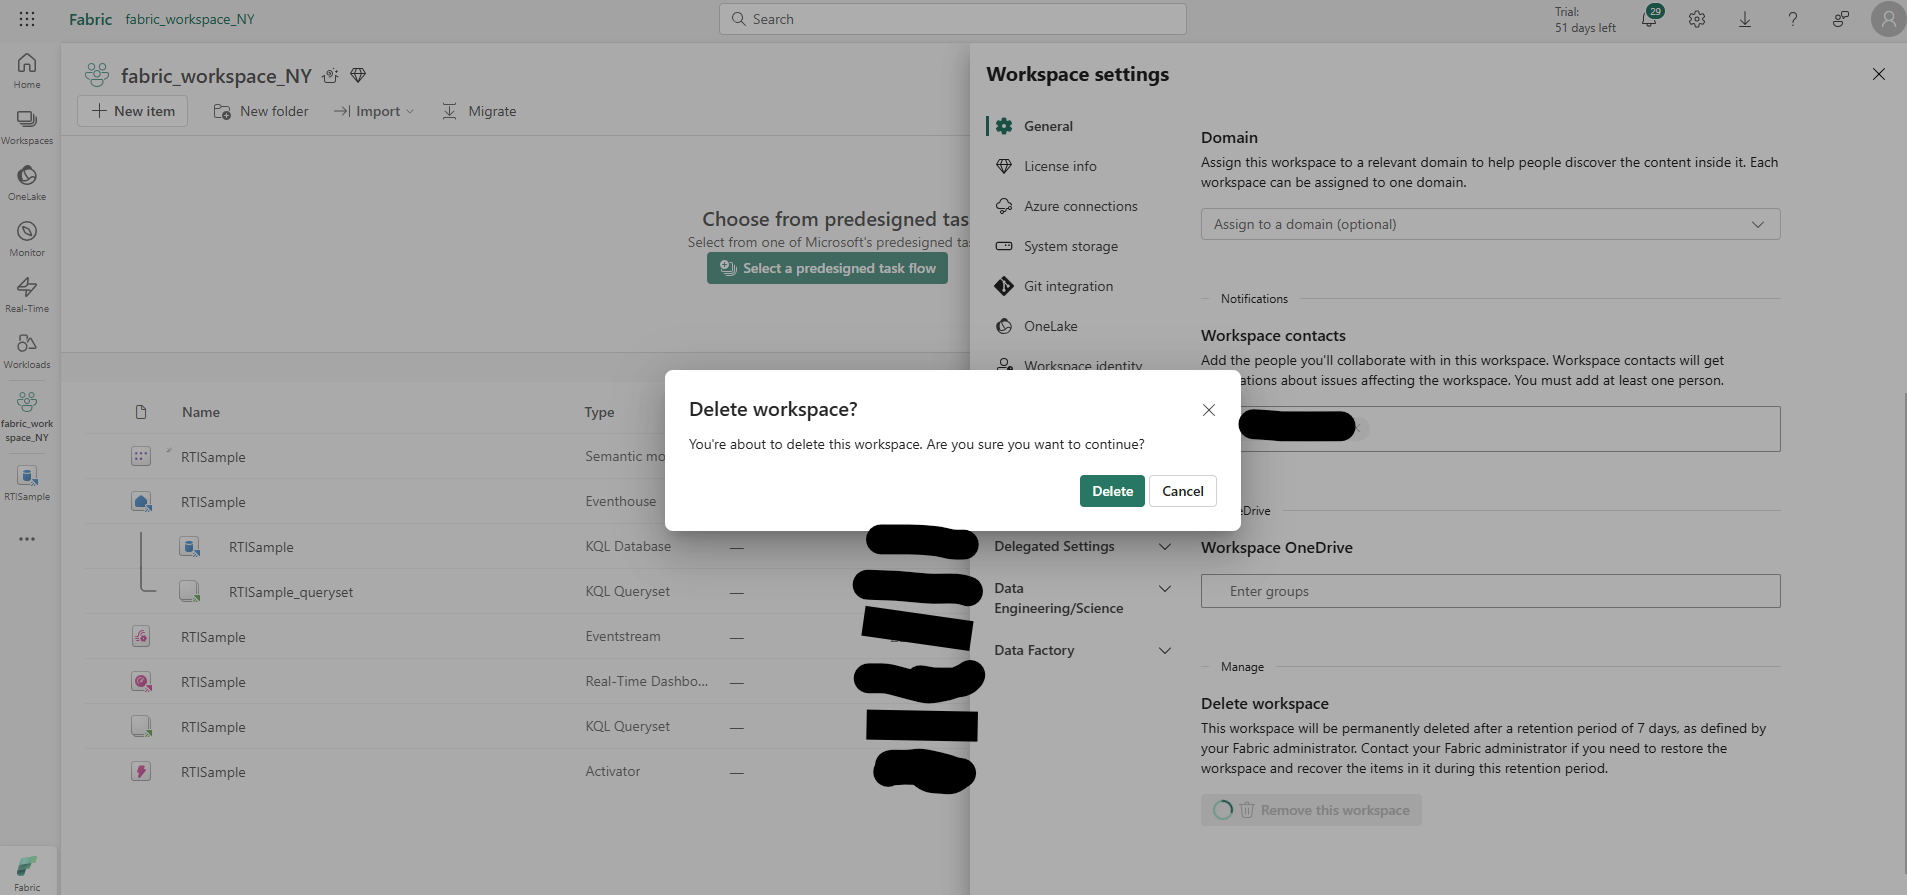 Fabric fabric_workspace_NY
Search
Trial:
51 days left
29
Home
Workspaces
OneLake
Monitor
Real-Time
Workloads
fabric_work
space_NY
RTISample
Fabric
fabric_workspace_NY
New item New folder Import Migrate
Choose from predesigned tas
Select from one of Microsoft's predesigned ta
Select a predesigned task flow
Name Type
RTISample Semantic mo
RTISample Eventhouse
RTISample KQL Database —
RTISample_queryset KQL Queryset —
RTISample Eventstream —
RTISample Real-Time Dashbo... —
RTISample KQL Queryset —
RTISample Activator —
Workspace settings
General
License info
Azure connections
System storage
Git integration
OneLake
Workspace identity
Delegated Settings
Data
Engineering/Science
Data Factory
Domain
Assign this workspace to a relevant domain to help people discover the content inside it. Each
workspace can be assigned to one domain.
Assign to a domain (optional)
Notifications
Workspace contacts
Add the people you'll collaborate with in this workspace. Workspace contacts will get
ations about issues affecting the workspace. You must add at least one person.
eDrive
Workspace OneDrive
Enter groups
Manage
Delete workspace
This workspace will be permanently deleted after a retention period of 7 days, as defined by
your Fabric administrator. Contact your Fabric administrator if you need to restore the
workspace and recover the items in it during this retention period.
Remove this workspace
Delete workspace?
You're about to delete this workspace. Are you sure you want to continue?
Delete Cancel